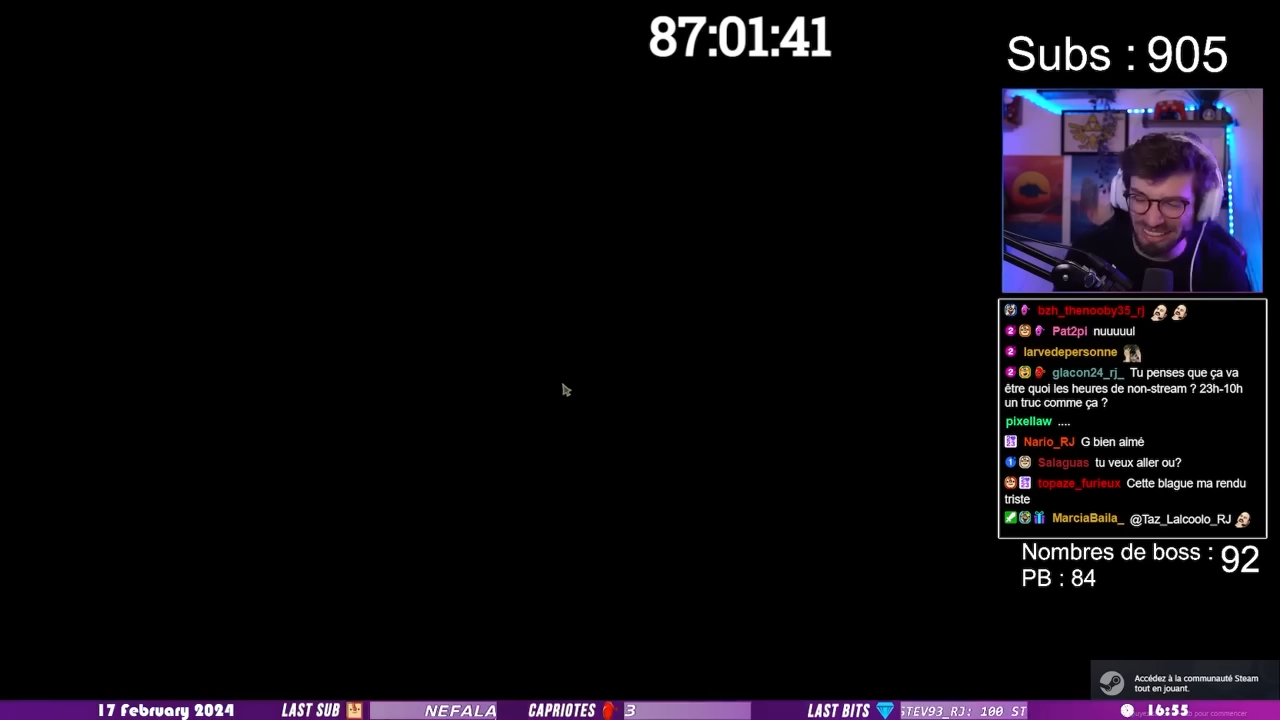 87:01:41
Subs : 905
bzh_thenooby35_rj
Pat2pi nuuuuul
larvedepersonne
glacon24_rj_ Tu penses que ça va
être quoi les heures de non-stream ? 23h-10h
un truc comme ça ?
pixellaw ....
Nario_RJ G bien aimé
Salaguas tu veux aller ou?
topaze_furieux Cette blague ma rendu
triste
MarciaBaila_ @Taz_Lalcoolo_RJ
Nombres de boss : 92
PB : 84
Accédez à la communauté Steam
tout en jouant.
17 February 2024 LAST SUB NEFALA CAPRIOTES 3 LAST BITS STEV93_RJ: 100 ST 16:55
pour commencer